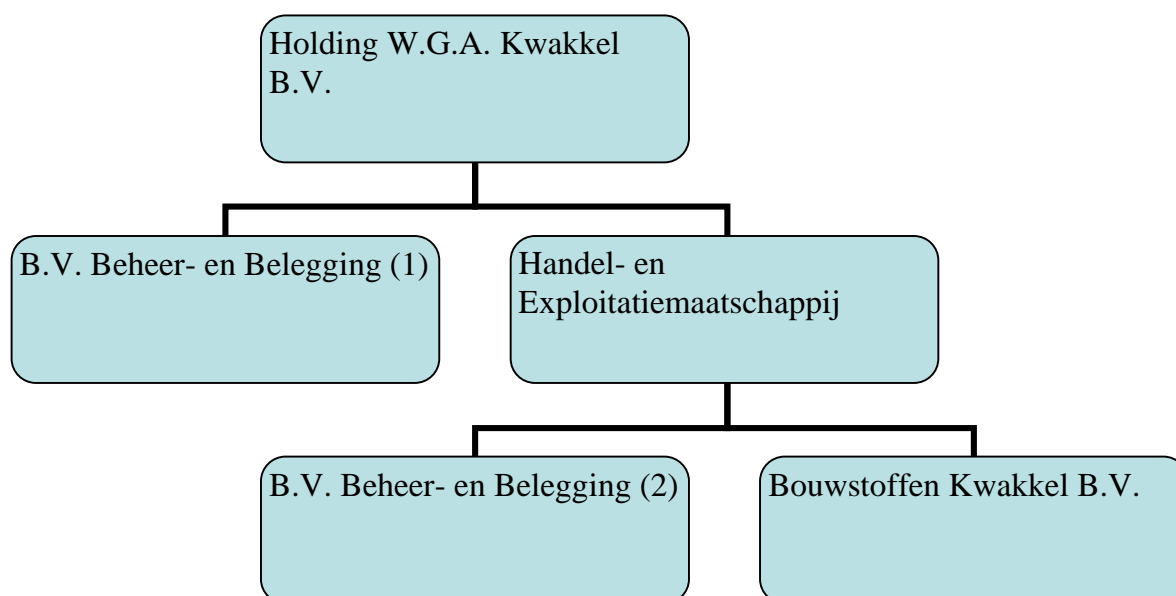 Holding W.G.A. Kwakkel
B.V.
B.V. Beheer- en Belegging (1)
Handel- en
Exploitatiemaatschappij
B.V. Beheer- en Belegging (2)
Bouwstoffen Kwakkel B.V.